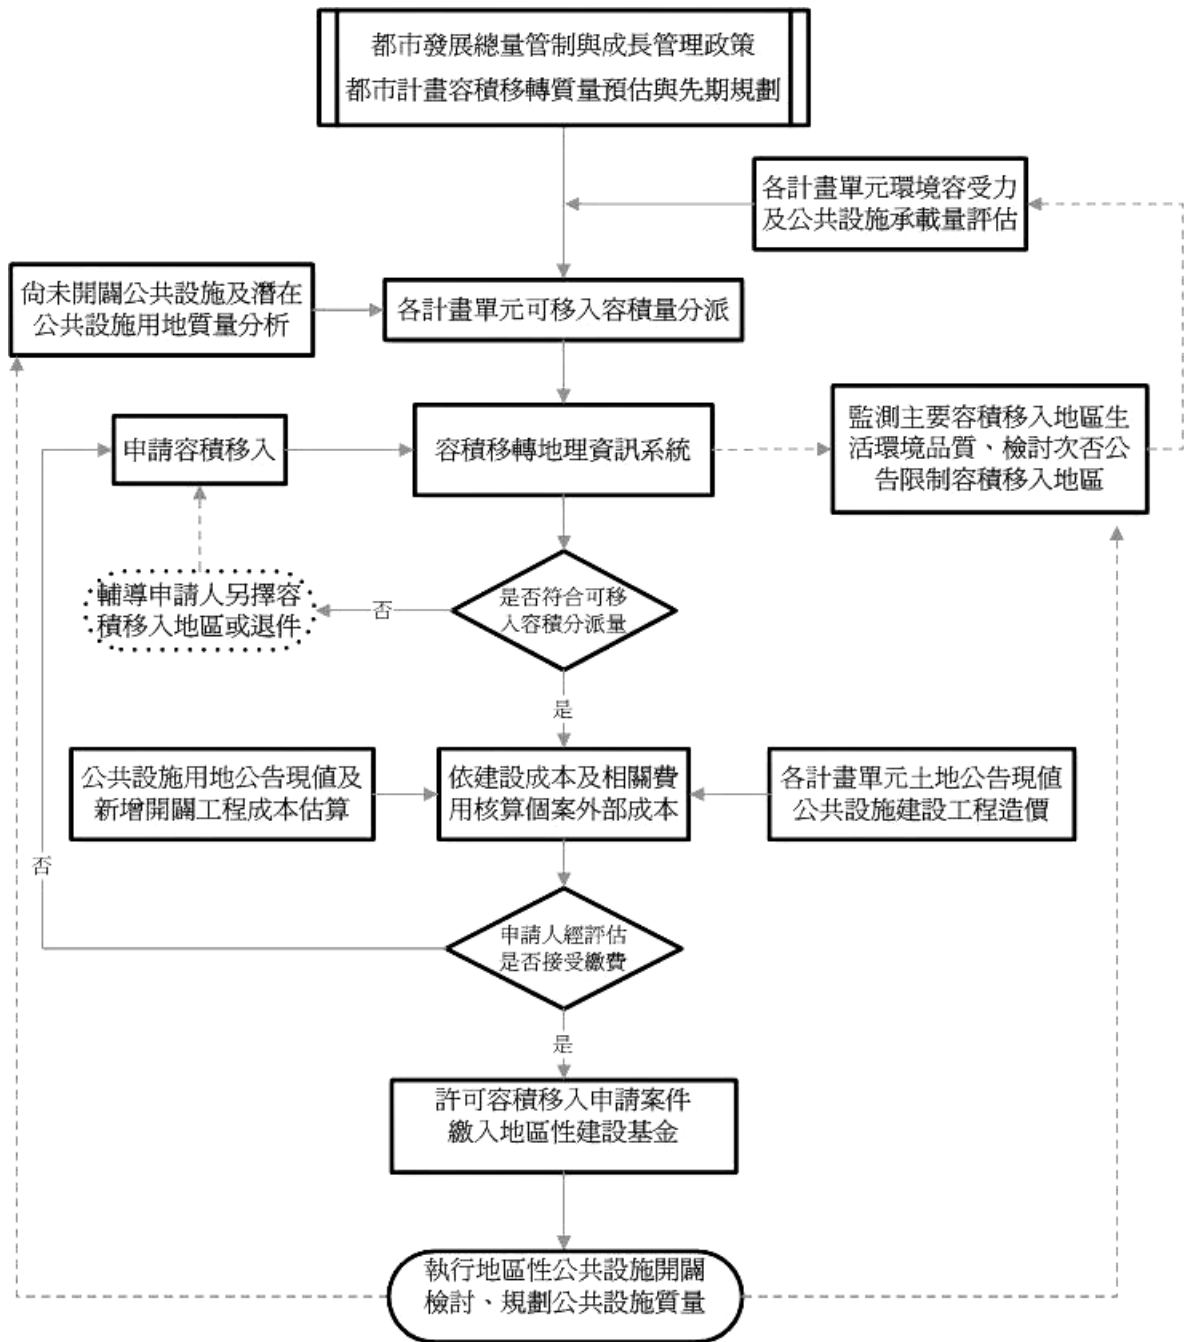 都市發展總量管制與成長管理政策
都市計畫容積移轉質量預估與先期規劃
各計畫單元環境容受力
及公共設施承載量評估
尚未開闢公共設施及潛在
公共設施用地質量分析
各計畫單元可移入容積量分派
申請容積移入
容積移轉地理資訊系統
監測主要容積移入地區生
活環境品質、檢討次否公
告限制容積移入地區
輔導申請人另擇容
積移入地區或退件
否
是否符合可移
入容積分派量
是
公共設施用地公告現值及
新增開闢工程成本估算
依建設成本及相關費
用核算個案外部成本
各計畫單元土地公告現值
公共設施建設工程造價
否
申請人經評估
是否接受繳費
是
許可容積移入申請案件
繳入地區性建設基金
執行地區性公共設施開闢
檢討、規劃公共設施質量